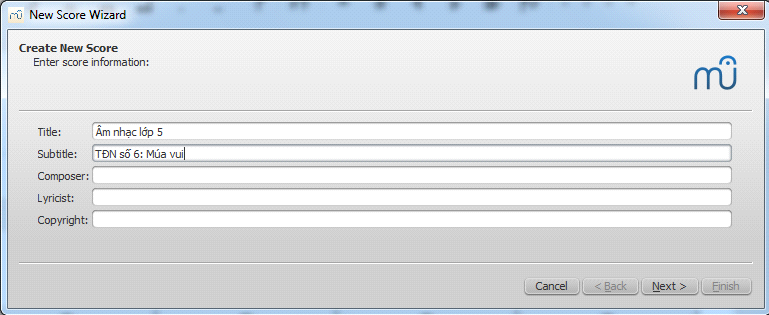 New Score Wizard
Create New Score
Enter score information:
Title: Âm nhạc lớp 5
Subtitle: TĐN số 6: Múa vui
Composer:
Lyricist:
Copyright:
Cancel < Back Next > Finish